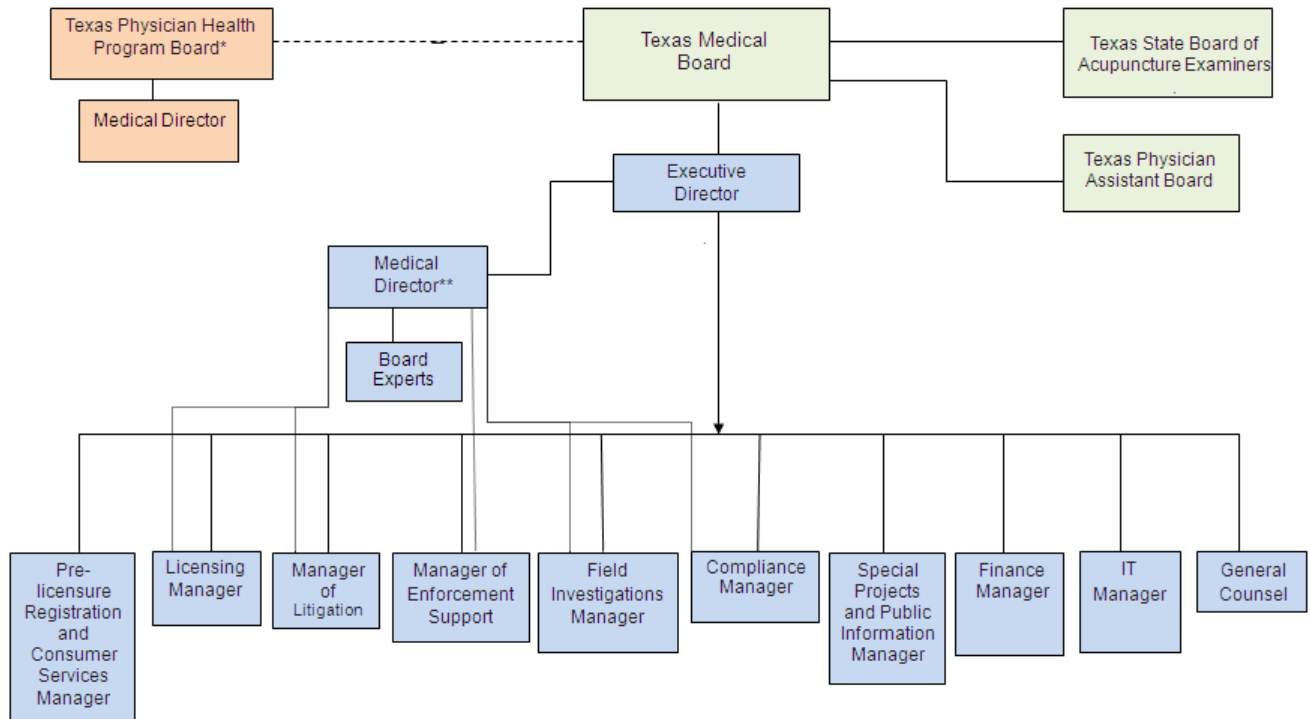 Texas Physician Health
Program Board*
Medical Director
Texas Medical
Board
Texas State Board of
Acupuncture Examiners
Texas Physician
Assistant Board
Executive
Director
Medical
Director**
Board
Experts
Pre-
licensure
Registration
and
Consumer
Services
Manager
Licensing
Manager
Manager
of
Litigation
Manager of
Enforcement
Support
Field
Investigations
Manager
Compliance
Manager
Special
Projects
and Public
Information
Manager
Finance
Manager
IT
Manager
General
Counsel